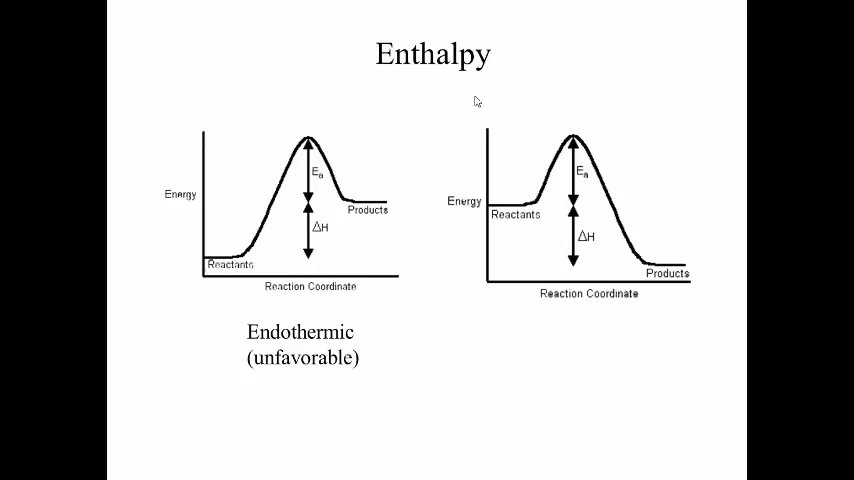 Enthalpy
Energy
Ea
Products
ΔH
Reactants
Reaction Coordinate
Endothermic
(unfavorable)
Energy
Ea
Reactants
ΔH
Products
Reaction Coordinate